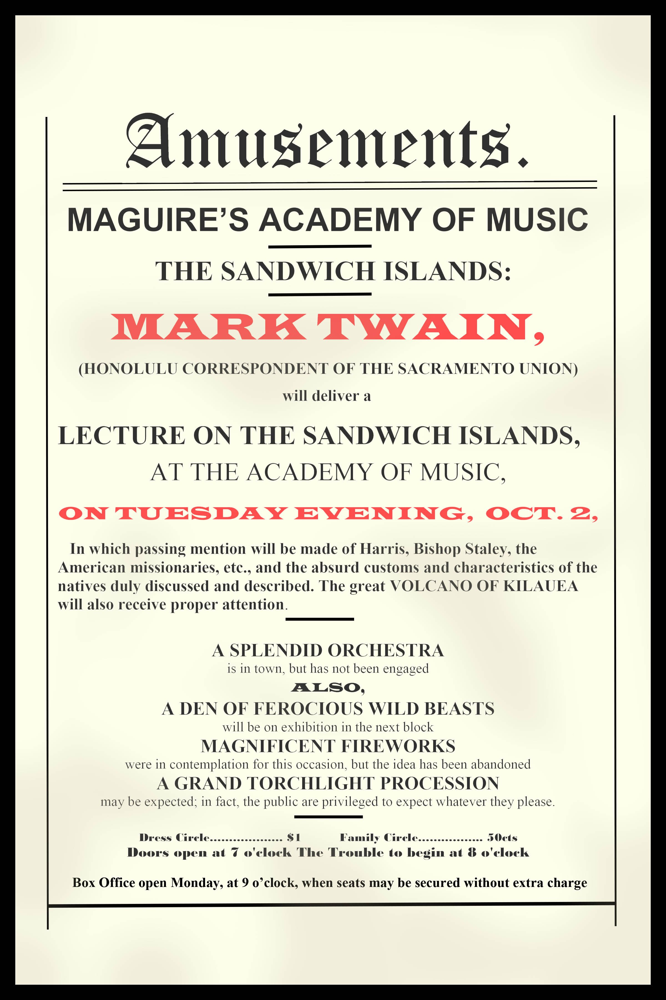 Amusements.
MAGUIRE’S ACADEMY OF MUSIC
THE SANDWICH ISLANDS:
MARK TWAIN,
(HONOLULU CORRESPONDENT OF THE SACRAMENTO UNION)
will deliver a
LECTURE ON THE SANDWICH ISLANDS,
AT THE ACADEMY OF MUSIC,
ON TUESDAY EVENING, OCT. 2,
In which passing mention will be made of Harris, Bishop Staley, the
American missionaries, etc., and the absurd customs and characteristics of the
natives duly discussed and described. The great VOLCANO OF KILAUEA
will also receive proper attention.
A SPLENDID ORCHESTRA
is in town, but has not been engaged
ALSO,
A DEN OF FEROCIOUS WILD BEASTS
will be on exhibition in the next block
MAGNIFICENT FIREWORKS
were in contemplation for this occasion, but the idea has been abandoned
A GRAND TORCHLIGHT PROCESSION
may be expected; in fact, the public are privileged to expect whatever they please.
Dress Circle................... $1 Family Circle................. 50cts
Doors open at 7 o'clock The Trouble to begin at 8 o'clock
Box Office open Monday, at 9 o’clock, when seats may be secured without extra charge